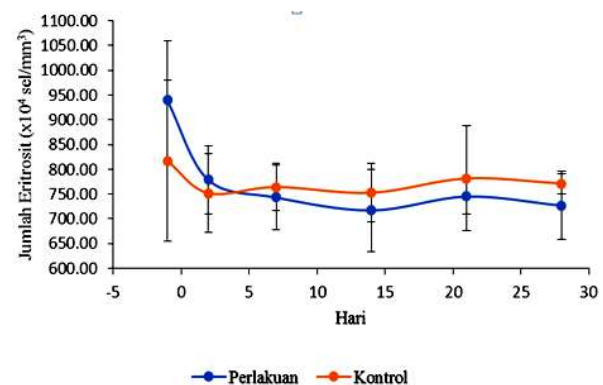 Jumlah Eritrosit (x10⁴ sel/mm³)
1100.00
1050.00
1000.00
950.00
900.00
850.00
800.00
750.00
700.00
650.00
600.00
-5 0 5 10 15 20 25 30
Hari
Perlakuan Kontrol